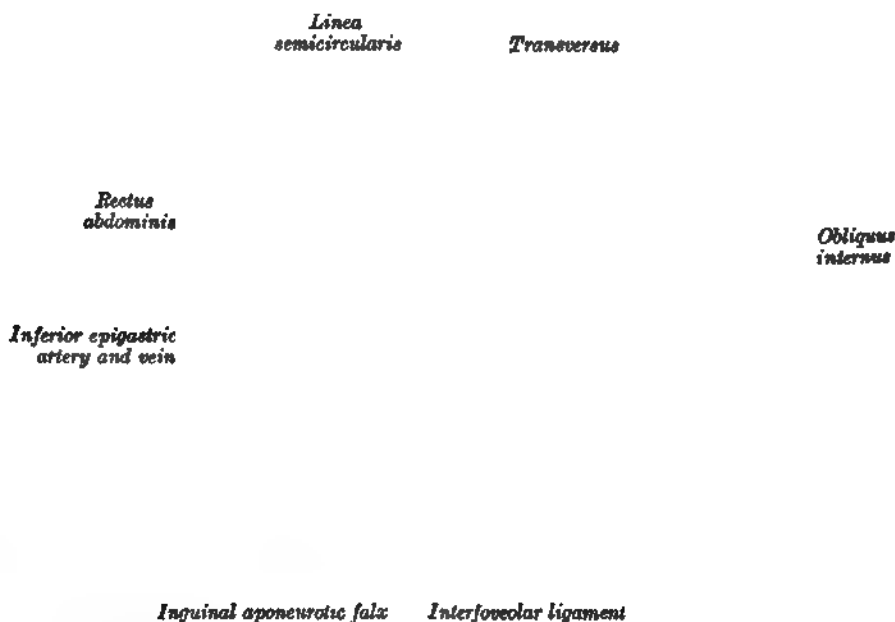 Linea
semicircularis
Transversus
Rectus
abdominis
Obliquus
internus
Inferior epigastric
artery and vein
Inguinal aponeurotic falx
Interfoveolar ligament